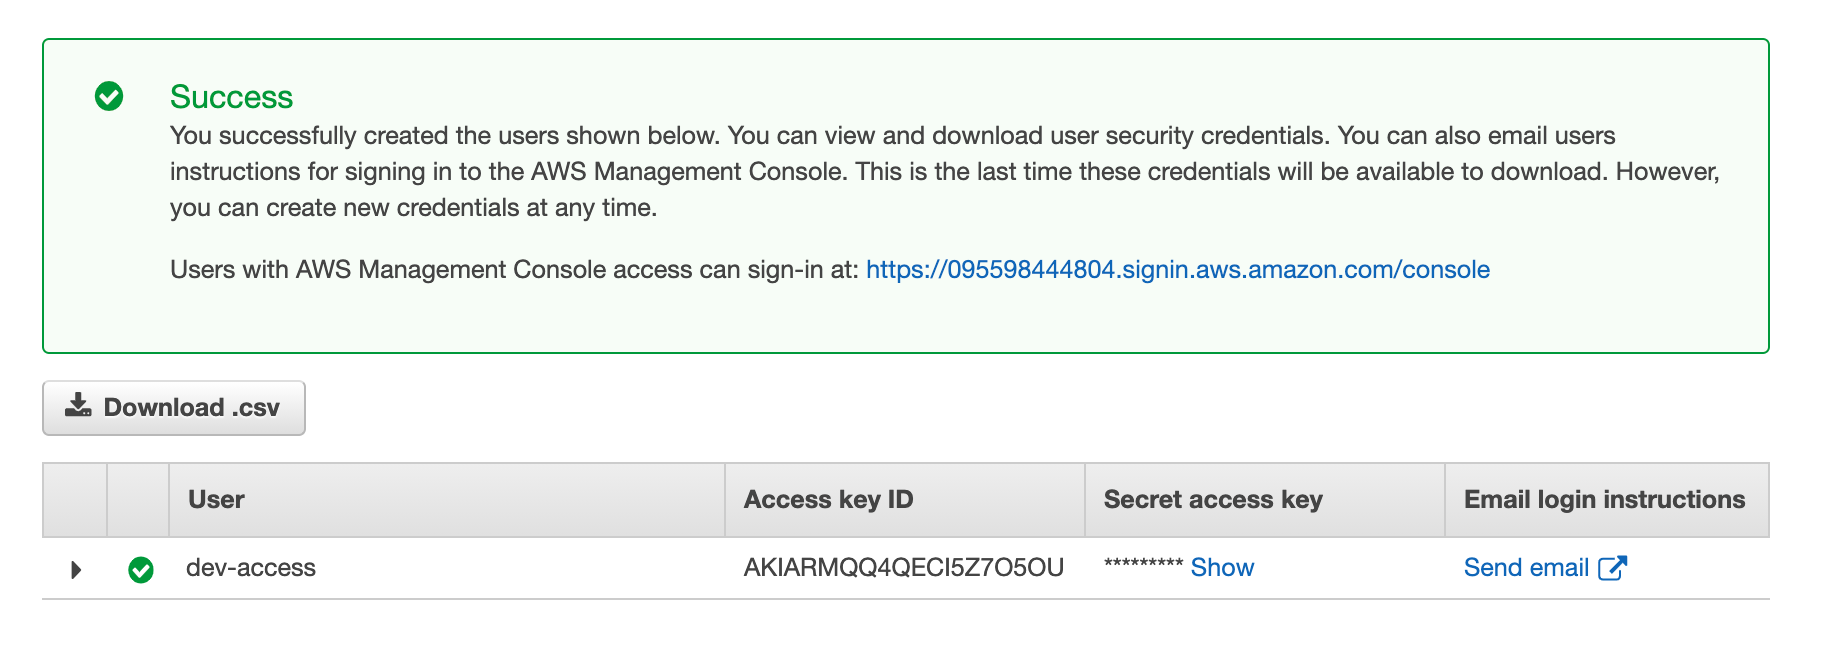 Success
You successfully created the users shown below. You can view and download user security credentials. You can also email users
instructions for signing in to the AWS Management Console. This is the last time these credentials will be available to download. However,
you can create new credentials at any time.
Users with AWS Management Console access can sign-in at: https://095598444804.signin.aws.amazon.com/console
Download .csv
User Access key ID Secret access key Email login instructions
dev-access AKIARMQQ4QECI5Z7O5OU ********* Show Send email